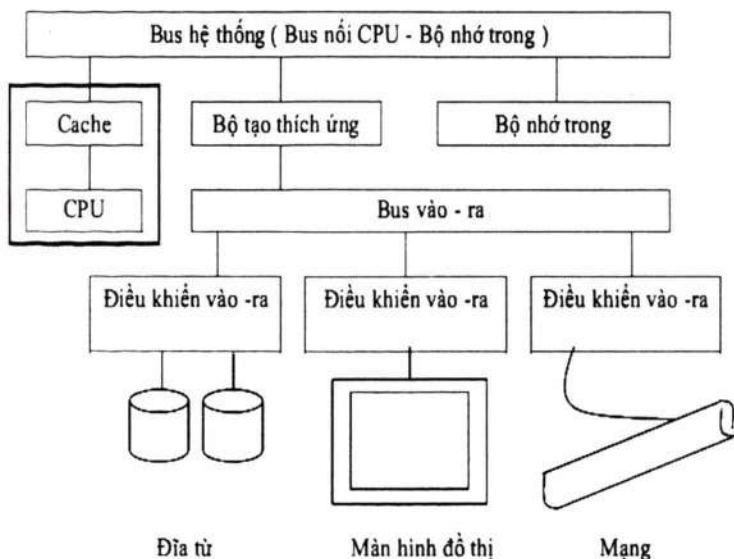 Bus hệ thống ( Bus nối CPU - Bộ nhớ trong )
Cache
Bộ tạo thích ứng
Bộ nhớ trong
CPU
Bus vào - ra
Điều khiển vào -ra
Điều khiển vào -ra
Điều khiển vào -ra
Đĩa từ
Màn hình đồ thị
Mạng